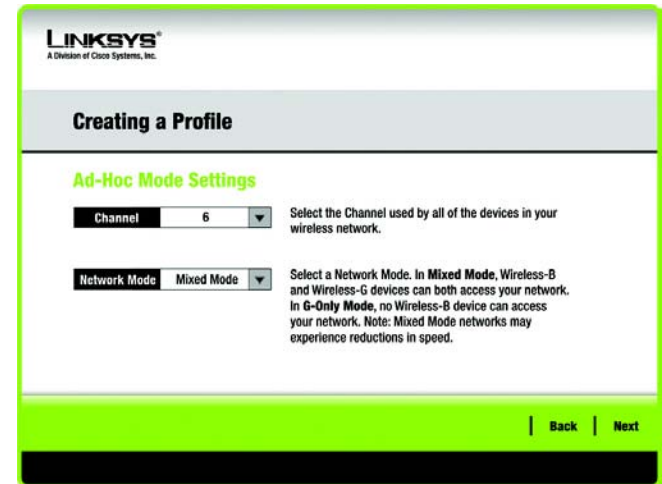 LINKSYS®
A Division of Cisco Systems, Inc.
Creating a Profile
Ad-Hoc Mode Settings
Channel 6
Select the Channel used by all of the devices in your
wireless network.
Network Mode Mixed Mode
Select a Network Mode. In Mixed Mode, Wireless-B
and Wireless-G devices can both access your network.
In G-Only Mode, no Wireless-B device can access
your network. Note: Mixed Mode networks may
experience reductions in speed.
Back Next